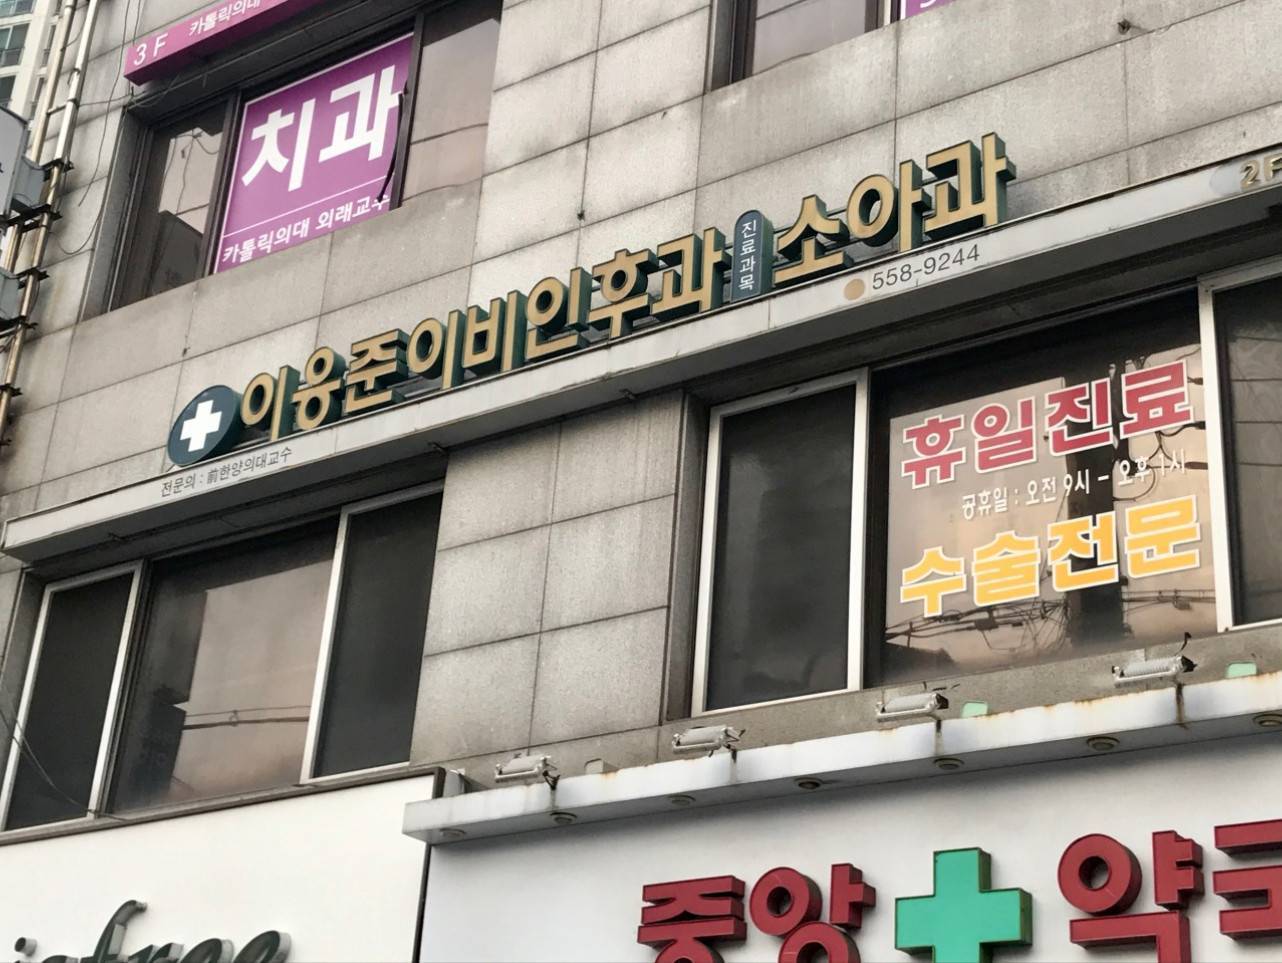 3F 카톨릭의대
치과
카톨릭의대 외래교수
2F
이웅준이비인후과 진료과목 소아과
558-9244
전문의 : 前한양의대교수
휴일진료
공휴일 : 오전 9시 - 오후 1시
수술전문
중앙 약국